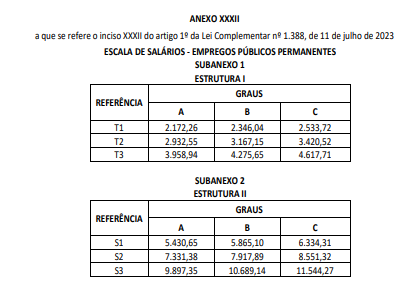 ANEXO XXXII
a que se refere o inciso XXXII do artigo 1º da Lei Complementar nº 1.388, de 11 de julho de 2023
ESCALA DE SALÁRIOS - EMPREGOS PÚBLICOS PERMANENTES
SUBANEXO 1
ESTRUTURA I
REFERÊNCIA GRAUS
A B C
T1 2.172,26 2.346,04 2.533,72
T2 2.932,55 3.167,15 3.420,52
T3 3.958,94 4.275,65 4.617,71
SUBANEXO 2
ESTRUTURA II
REFERÊNCIA GRAUS
A B C
S1 5.430,65 5.865,10 6.334,31
S2 7.331,38 7.917,89 8.551,32
S3 9.897,35 10.689,14 11.544,27